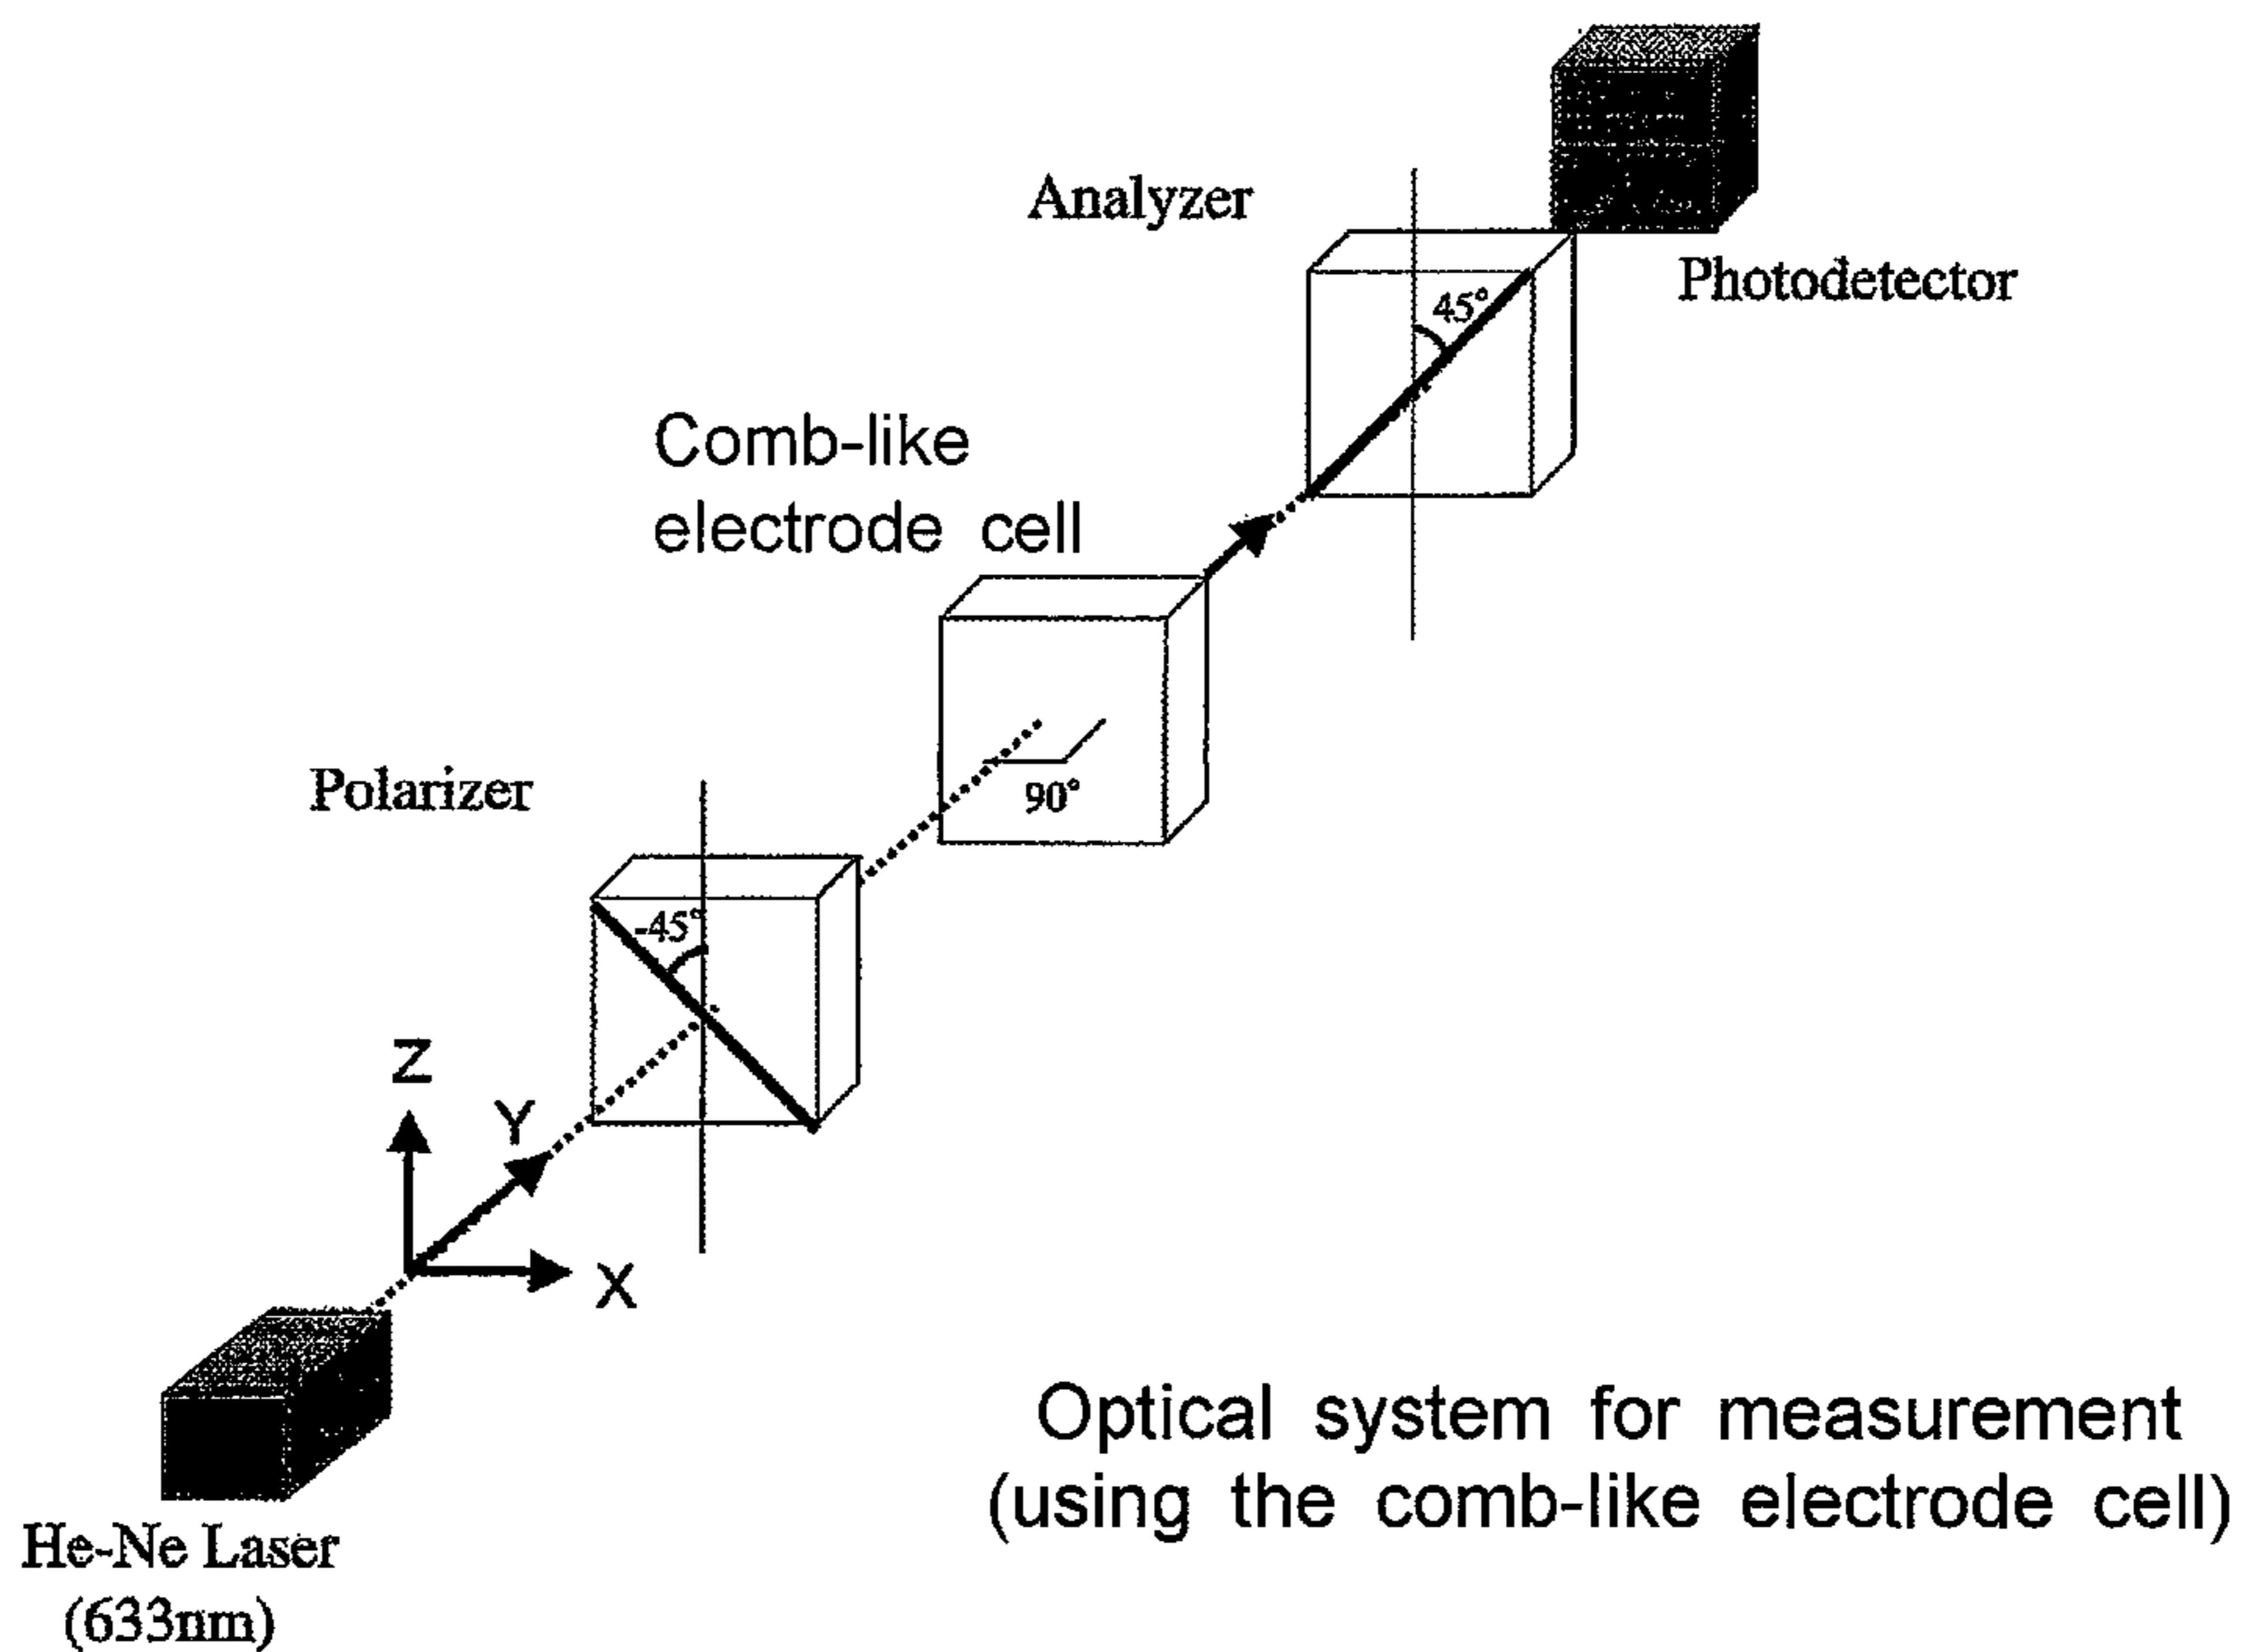 Analyzer
Photodetector
45°
Comb-like
electrode cell
90°
Polarizer
-45°
Z
Y
X
He-Ne Laser
(633nm)
Optical system for measurement
(using the comb-like electrode cell)